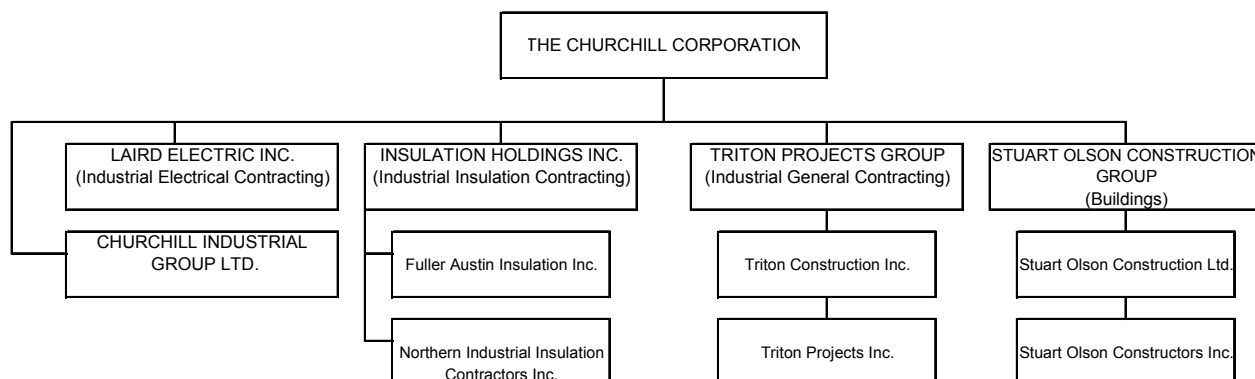 THE CHURCHILL CORPORATION
LAIRD ELECTRIC INC.
(Industrial Electrical Contracting)
INSULATION HOLDINGS INC.
(Industrial Insulation Contracting)
TRITON PROJECTS GROUP
(Industrial General Contracting)
STUART OLSON CONSTRUCTION
GROUP
(Buildings)
CHURCHILL INDUSTRIAL
GROUP LTD.
Fuller Austin Insulation Inc.
Triton Construction Inc.
Stuart Olson Construction Ltd.
Northern Industrial Insulation
Contractors Inc.
Triton Projects Inc.
Stuart Olson Constructors Inc.